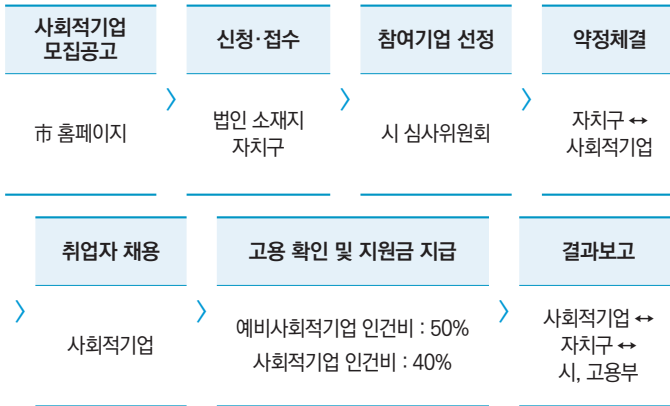 사회적기업
모집공고
신청·접수
참여기업 선정
약정체결
市 홈페이지
법인 소재지
자치구
시 심사위원회
자치구 ↔
사회적기업
취업자 채용
고용 확인 및 지원금 지급
결과보고
사회적기업
예비사회적기업 인건비 : 50%
사회적기업 인건비 : 40%
사회적기업 ↔
자치구 ↔
시, 고용부